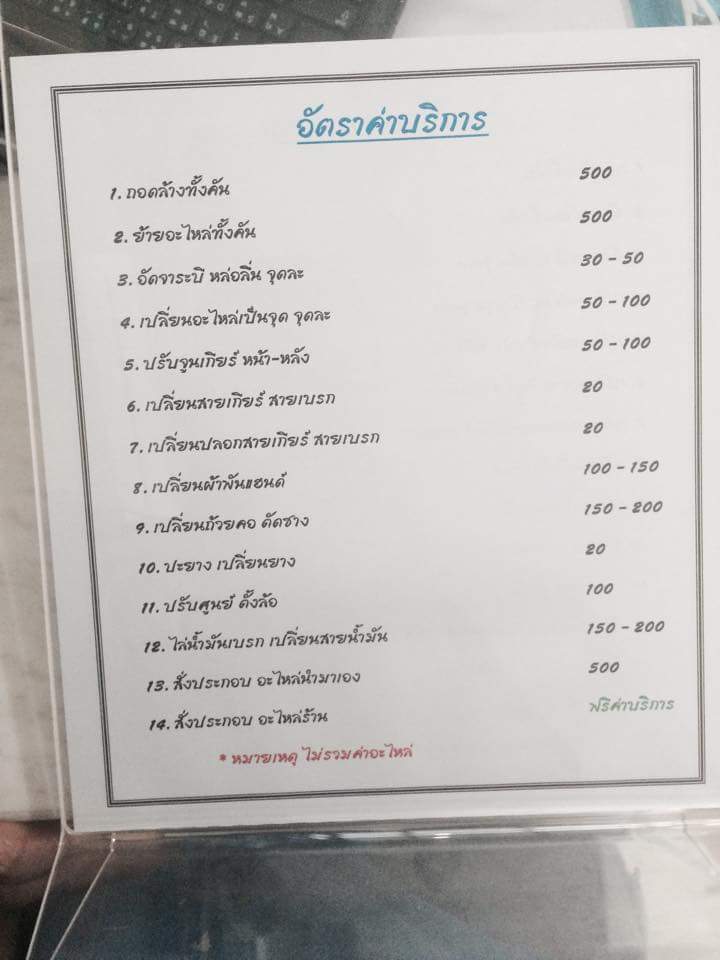 อัตราค่าบริการ
1. ถอดล้างทั้งคัน 500
2. ย้ายอะไหล่ทั้งคัน 500
3. อัดจาระบี หล่อลื่น จุดละ 30 - 50
4. เปลี่ยนอะไหล่เป็นจุด จุดละ 50 - 100
5. ปรับจูนเกียร์ หน้า-หลัง 50 - 100
6. เปลี่ยนสายเกียร์ สายเบรก 20
7. เปลี่ยนปลอกสายเกียร์ สายเบรก 20
8. เปลี่ยนผ้าพันแฮนด์ 100 - 150
9. เปลี่ยนถ้วยคอ ตัดซาง 150 - 200
10. ปะยาง เปลี่ยนยาง 20
11. ปรับศูนย์ ตั้งล้อ 100
12. ไล่น้ำมันเบรก เปลี่ยนสายน้ำมัน 150 - 200
13. สั่งประกอบ อะไหล่นำมาเอง 500
14. สั่งประกอบ อะไหล่ร้าน ฟรีค่าบริการ
* หมายเหตุ ไม่รวมค่าอะไหล่